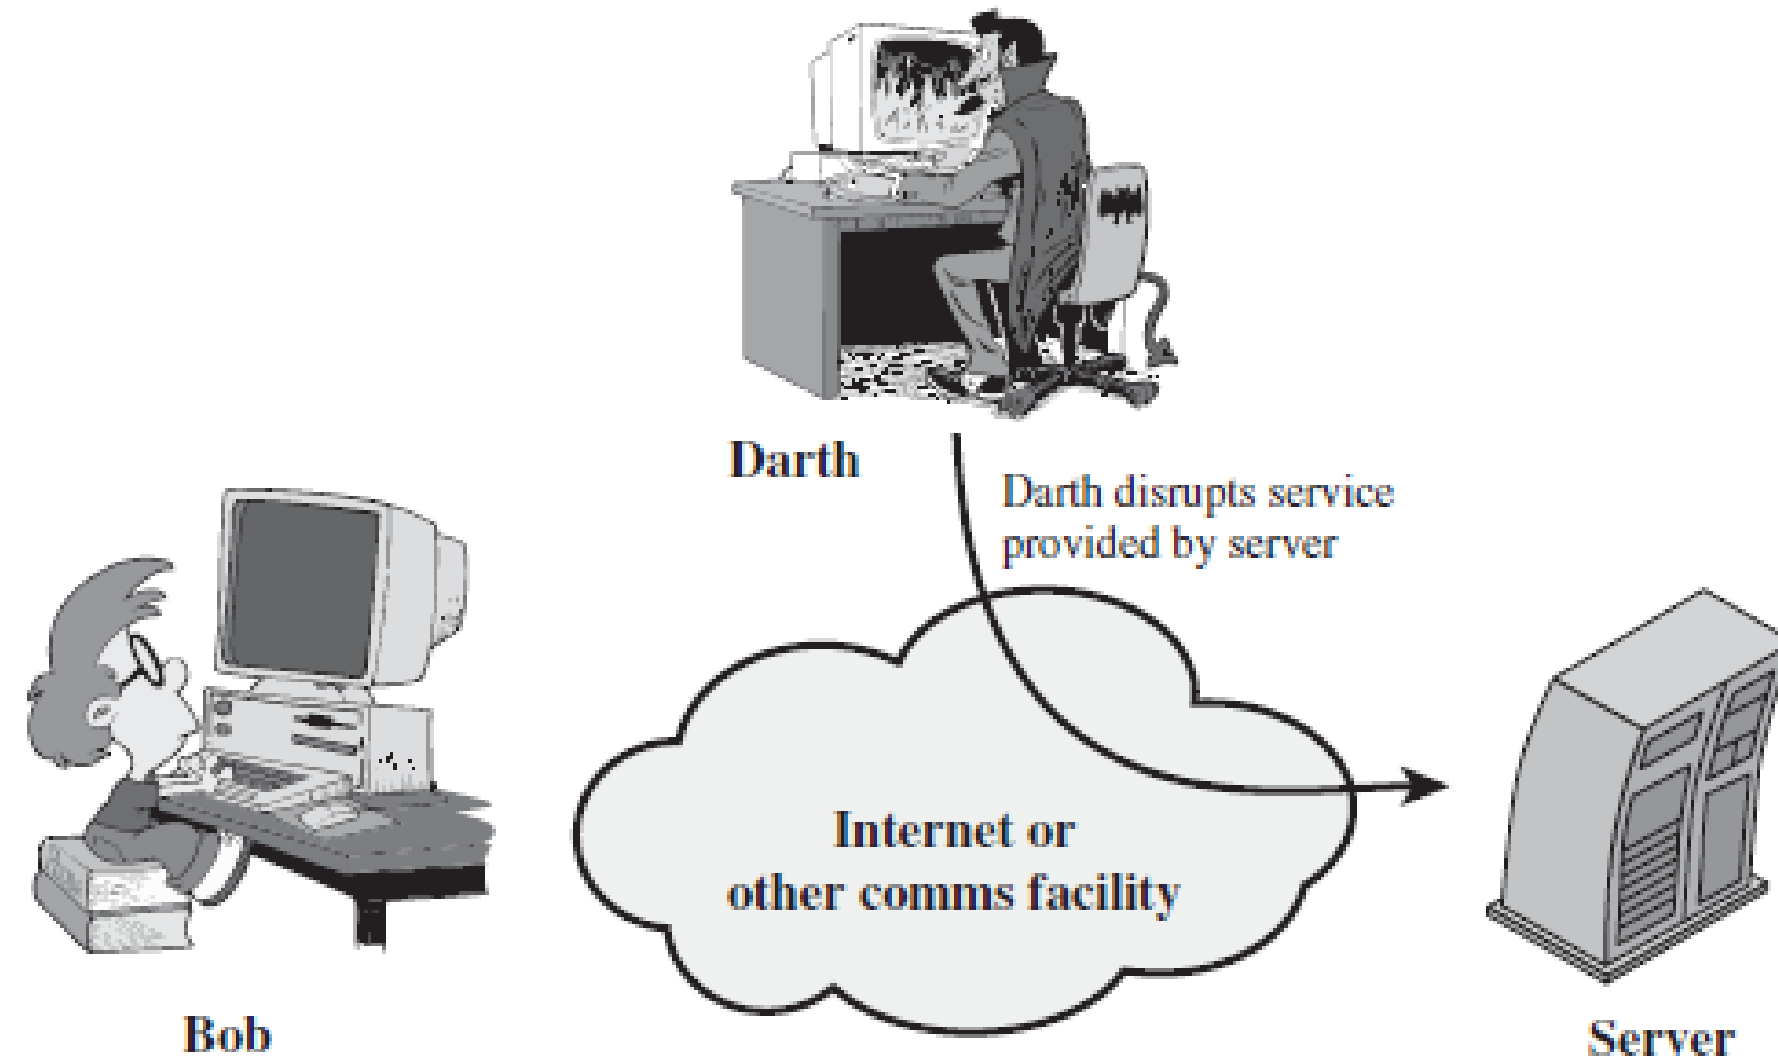 Darth
Darth disrupts service
provided by server
Internet or
other comms facility
Bob
Server